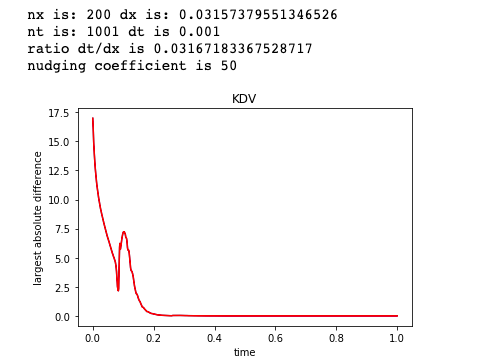 nx is: 200 dx is: 0.03157379551346526
nt is: 1001 dt is 0.001
ratio dt/dx is 0.03167183367528717
nudging coefficient is 50
KDV
17.5
15.0
12.5
10.0
7.5
5.0
2.5
0.0
largest absolute difference
0.0 0.2 0.4 0.6 0.8 1.0
time